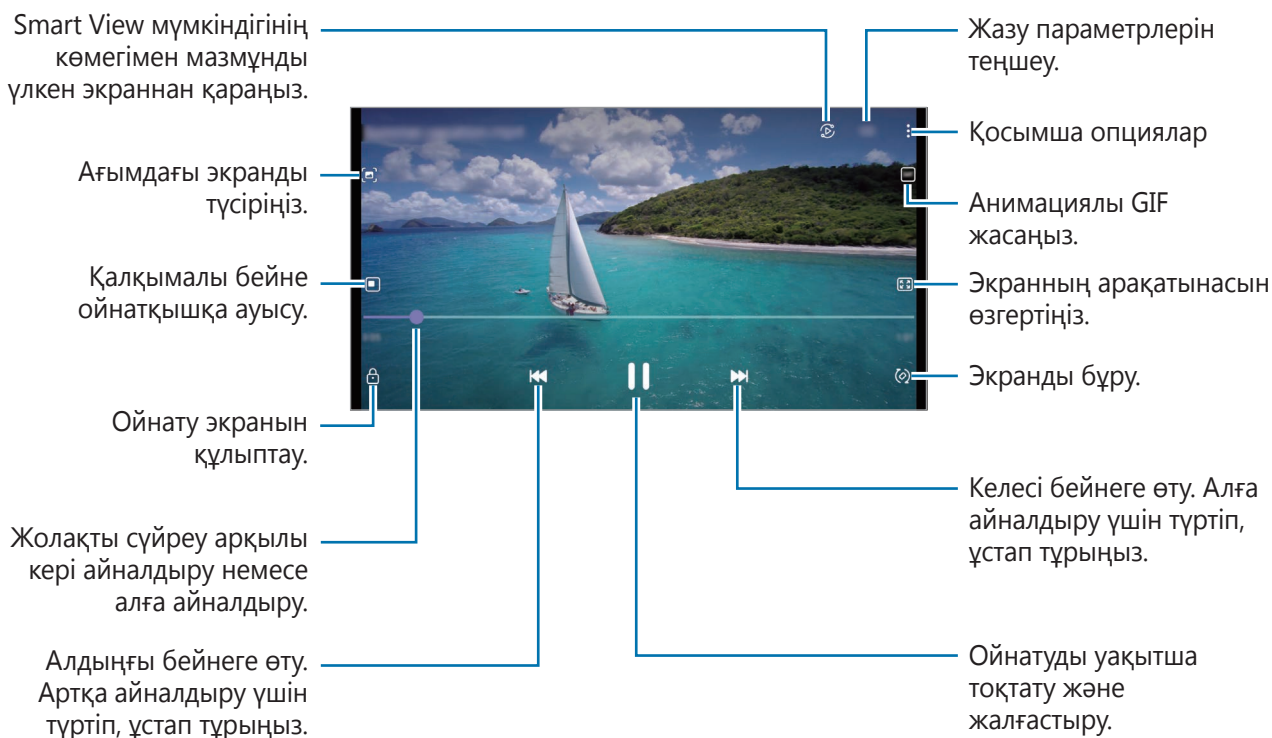 Smart View мүмкіндігінің
көмегімен мазмұнды
үлкен экраннан қараңыз.
Ағымдағы экранды
түсіріңіз.
Қалқымалы бейне
ойнатқышқа ауысу.
Ойнату экранын
құлыптау.
Жолақты сүйреу арқылы
кері айналдыру немесе
алға айналдыру.
Алдыңғы бейнеге өту.
Артқа айналдыру үшін
түртіп, ұстап тұрыңыз.
Жазу параметрлерін
теңшеу.
Қосымша опциялар
Анимациялы GIF
жасаңыз.
Экранның арақатынасын
өзгертіңіз.
Экранды бұру.
Келесі бейнеге өту. Алға
айналдыру үшін түртіп,
ұстап тұрыңыз.
Ойнатуды уақытша
тоқтату және
жалғастыру.